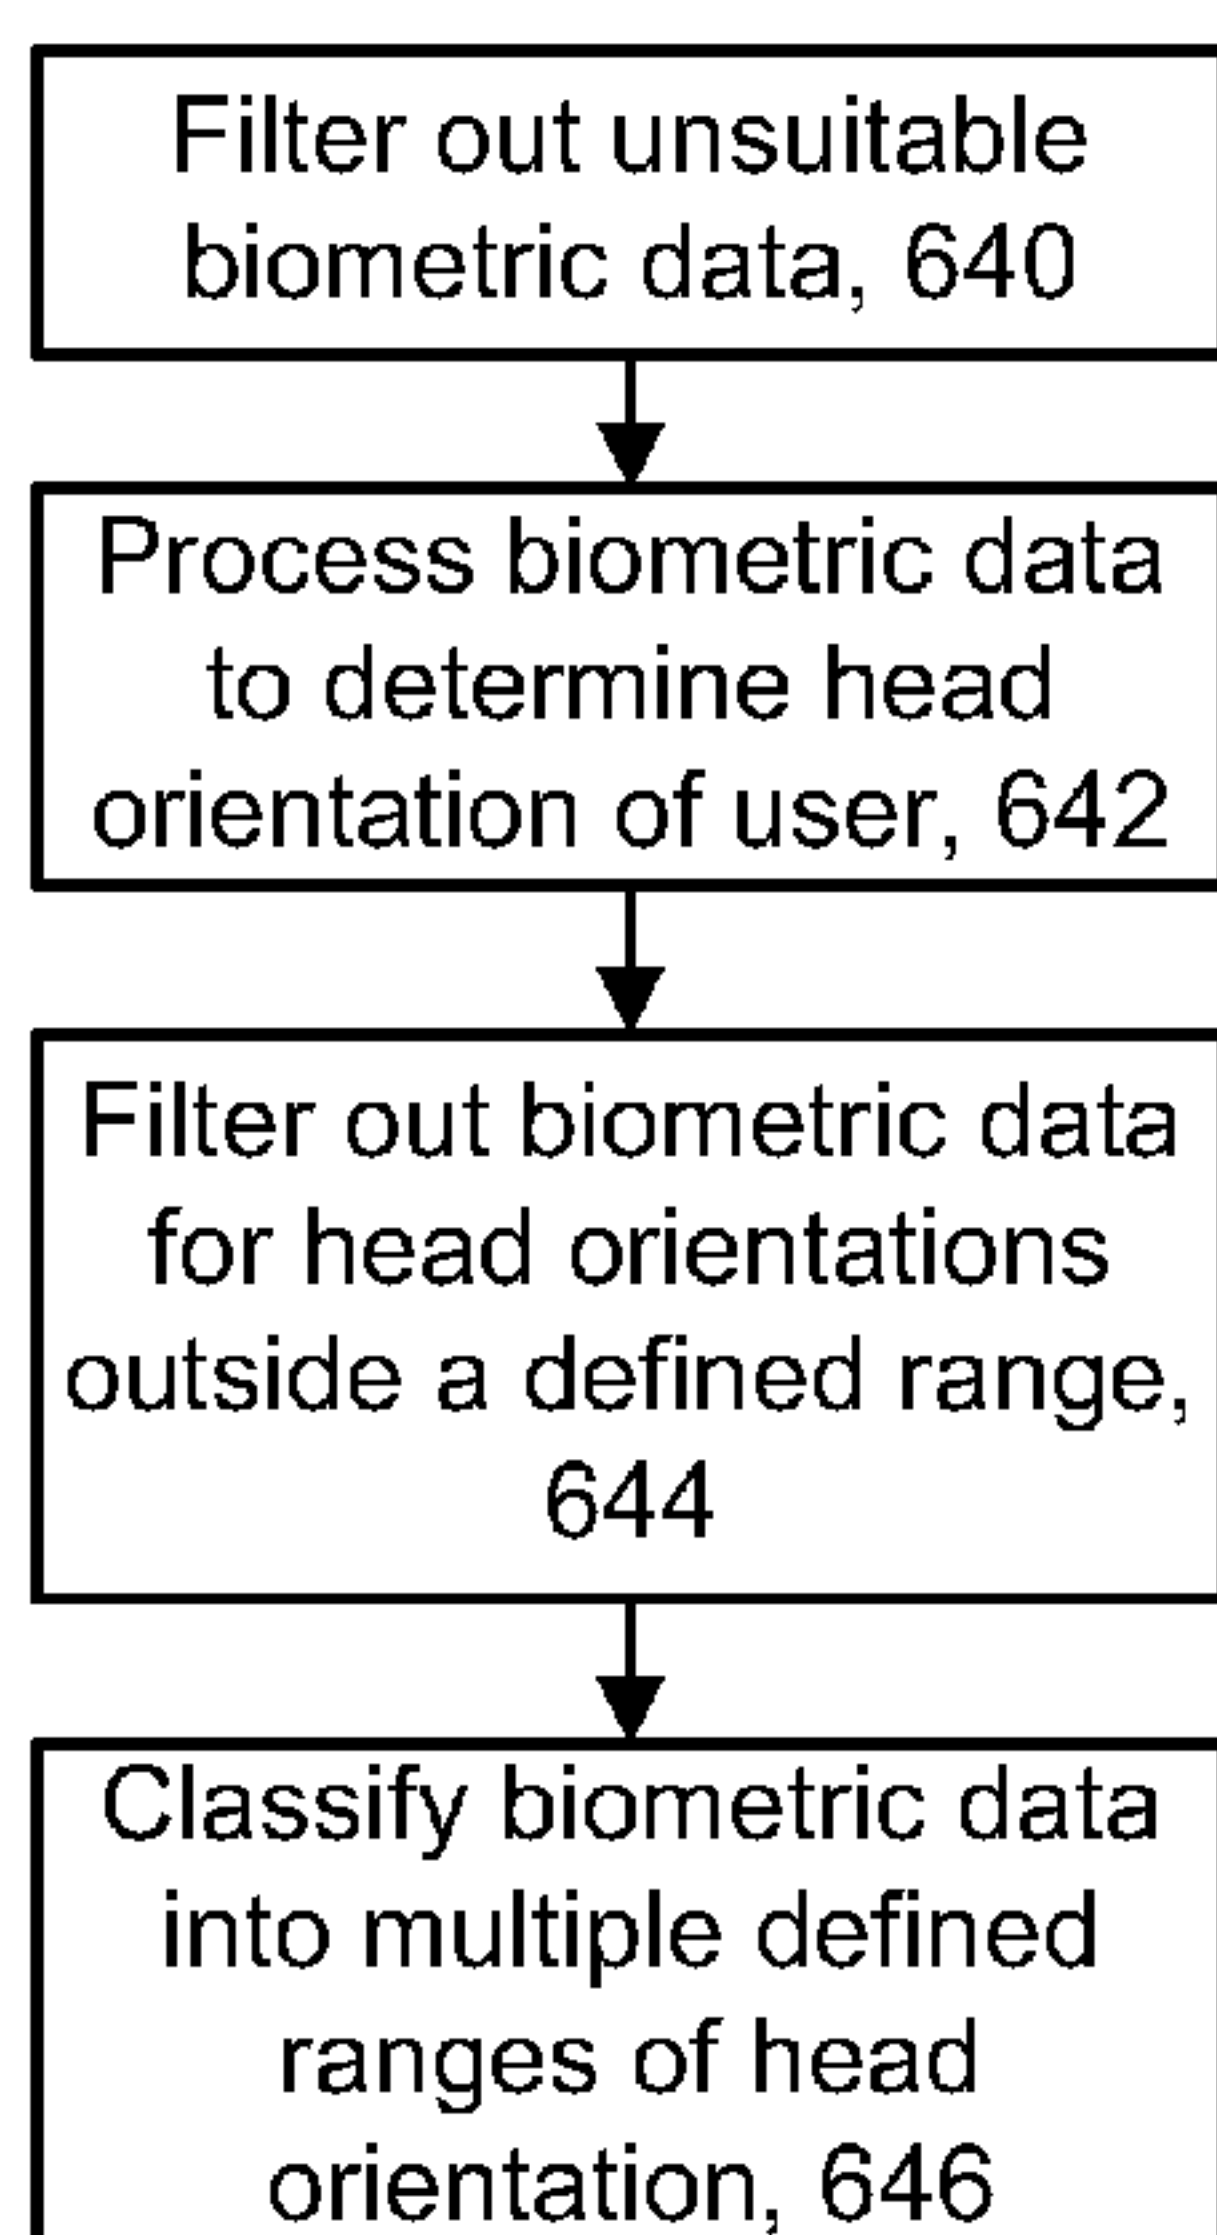 Filter out unsuitable
biometric data, 640
Process biometric data
to determine head
orientation of user, 642
Filter out biometric data
for head orientations
outside a defined range,
644
Classify biometric data
into multiple defined
ranges of head
orientation, 646